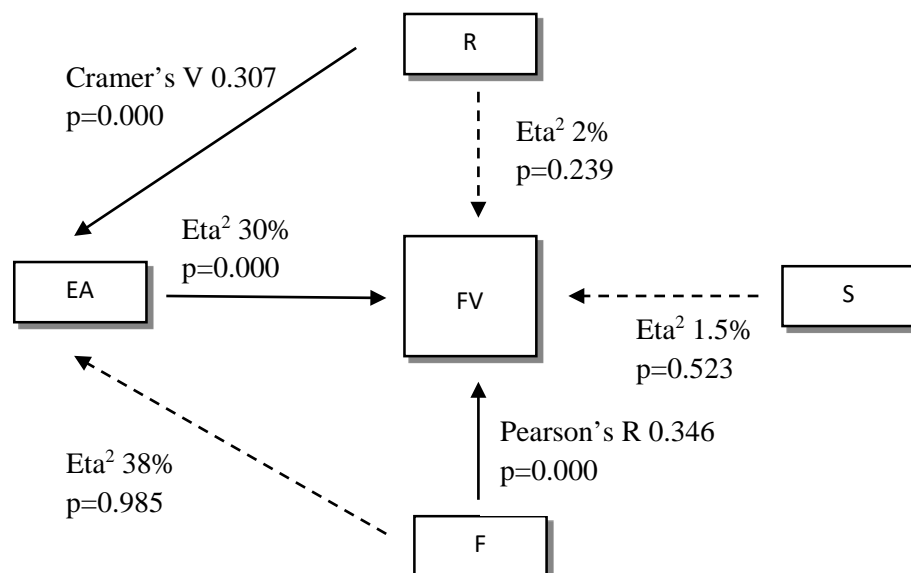 R
Cramer’s V 0.307
p=0.000
Eta² 2%
p=0.239
Eta² 30%
p=0.000
EA
FV
S
Eta² 1.5%
p=0.523
Pearson’s R 0.346
p=0.000
Eta² 38%
p=0.985
F